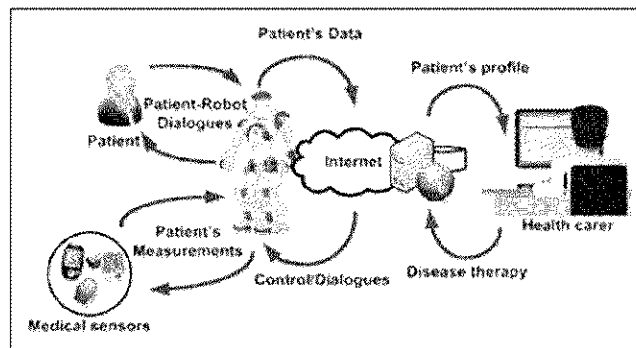 Patient's Data
Patient's profile
Patient-Robot
Dialogues
Patient
Internet
Patient's
Measurements
Health carer
Control/Dialogues
Disease therapy
Medical sensors